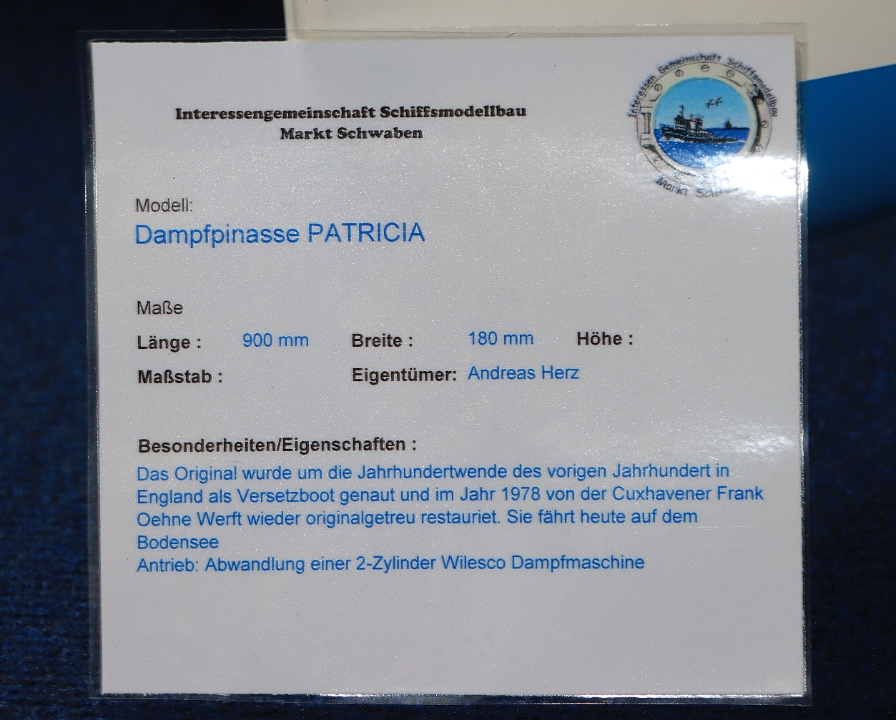 Interessengemeinschaft Schiffsmodellbau
Markt Schwaben
Interessen Gemeinschaft Schiffsmodellbau
Markt
Modell:
Dampfpinasse PATRICIA
Maße
Länge : 900 mm Breite : 180 mm Höhe :
Maßstab : Eigentümer: Andreas Herz
Besonderheiten/Eigenschaften :
Das Original wurde um die Jahrhundertwende des vorigen Jahrhundert in
England als Versetzboot genaut und im Jahr 1978 von der Cuxhavener Frank
Oehne Werft wieder originalgetreu restauriet. Sie fährt heute auf dem
Bodensee
Antrieb: Abwandlung einer 2-Zylinder Wilesco Dampfmaschine